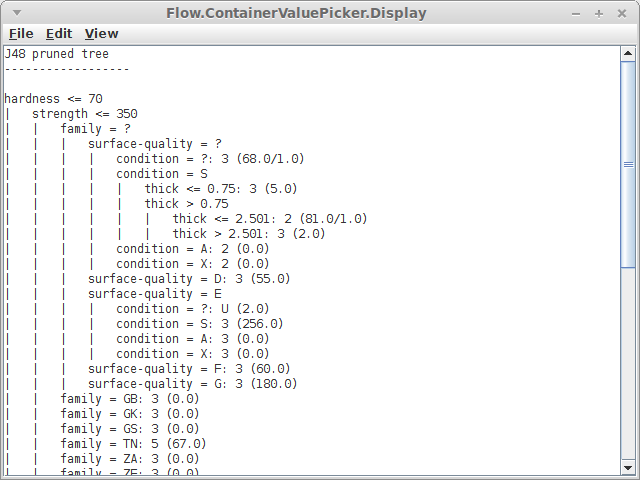 Flow.ContainerValuePicker.Display
File Edit View
J48 pruned tree
------------------
hardness <= 70
|   strength <= 350
|   |   family = ?
|   |   |   surface-quality = ?
|   |   |   |   condition = ?: 3 (68.0/1.0)
|   |   |   |   condition = S
|   |   |   |   |   thick <= 0.75: 3 (5.0)
|   |   |   |   |   thick > 0.75
|   |   |   |   |   |   thick <= 2.501: 2 (81.0/1.0)
|   |   |   |   |   |   thick > 2.501: 3 (2.0)
|   |   |   |   condition = A: 2 (0.0)
|   |   |   |   condition = X: 2 (0.0)
|   |   |   surface-quality = D: 3 (55.0)
|   |   |   surface-quality = E
|   |   |   |   condition = ?: U (2.0)
|   |   |   |   condition = S: 3 (256.0)
|   |   |   |   condition = A: 3 (0.0)
|   |   |   |   condition = X: 3 (0.0)
|   |   |   surface-quality = F: 3 (60.0)
|   |   |   surface-quality = G: 3 (180.0)
|   |   family = GB: 3 (0.0)
|   |   family = GK: 3 (0.0)
|   |   family = GS: 3 (0.0)
|   |   family = TN: 5 (67.0)
|   |   family = ZA: 3 (0.0)
|   |   family = ZF: 3 (0.0)